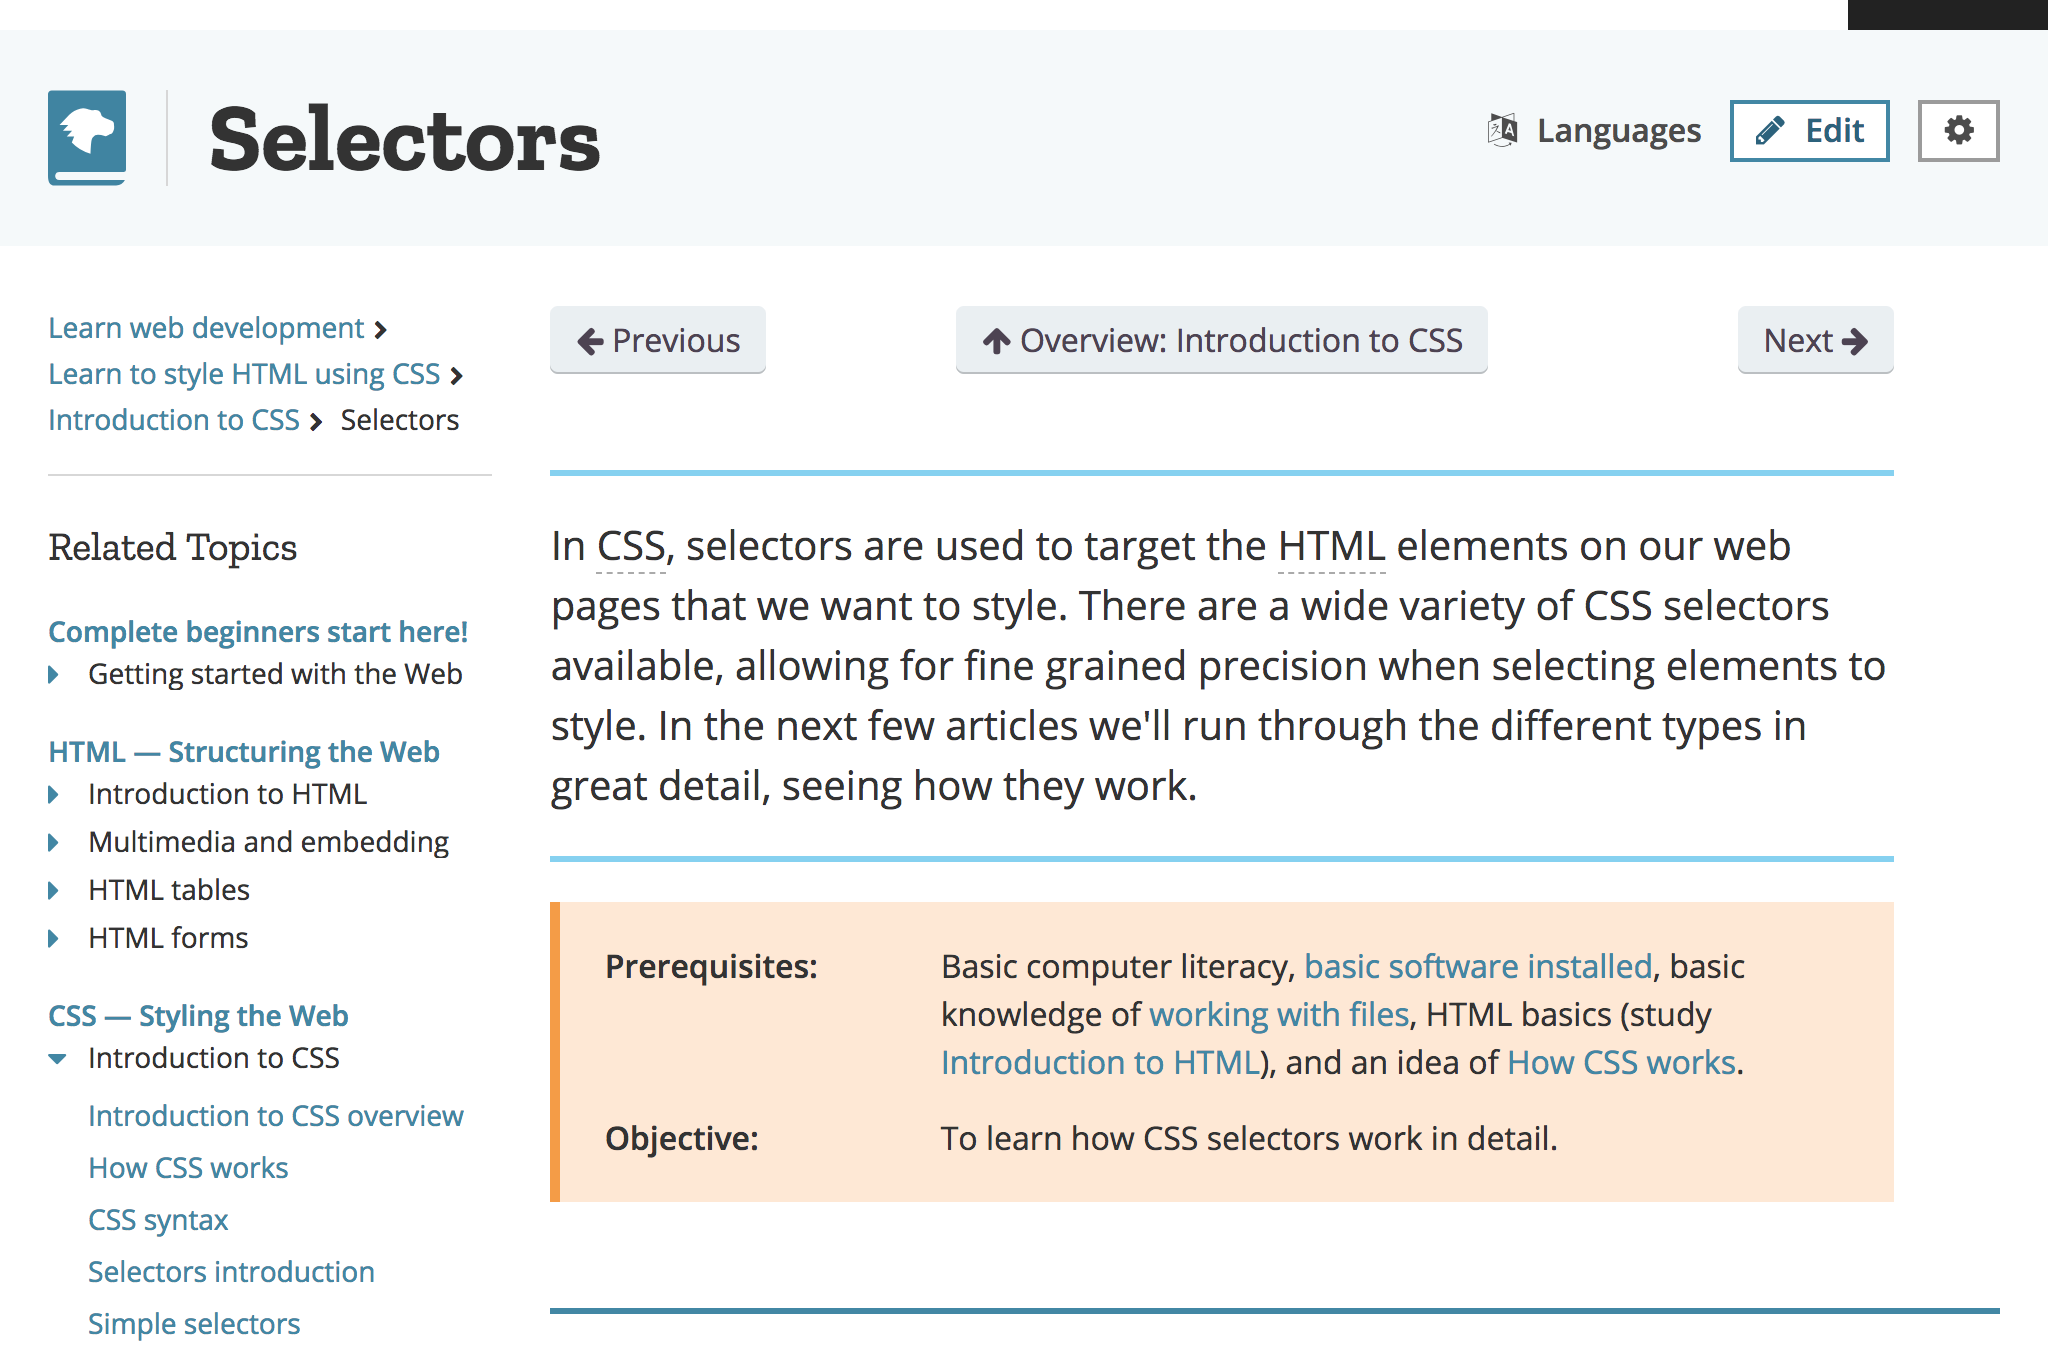 Selectors
Languages
Edit
Learn web development
Learn to style HTML using CSS
Introduction to CSS Selectors
Related Topics
Complete beginners start here!
Getting started with the Web
HTML — Structuring the Web
Introduction to HTML
Multimedia and embedding
HTML tables
HTML forms
CSS — Styling the Web
Introduction to CSS
Introduction to CSS overview
How CSS works
CSS syntax
Selectors introduction
Simple selectors
Previous
Overview: Introduction to CSS
Next
In CSS, selectors are used to target the HTML elements on our web
pages that we want to style. There are a wide variety of CSS selectors
available, allowing for fine grained precision when selecting elements to
style. In the next few articles we'll run through the different types in
great detail, seeing how they work.
Prerequisites:
Basic computer literacy, basic software installed, basic
knowledge of working with files, HTML basics (study
Introduction to HTML), and an idea of How CSS works.
Objective:
To learn how CSS selectors work in detail.